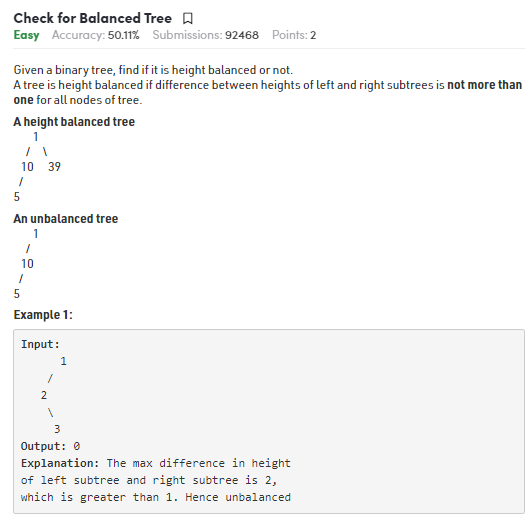 Check for Balanced Tree
Easy Accuracy: 50.11% Submissions: 92468 Points: 2
Given a binary tree, find if it is height balanced or not.
A tree is height balanced if difference between heights of left and right subtrees is not more than
one for all nodes of tree.
A height balanced tree
1
/ \
10 39
/
5
An unbalanced tree
1
/
10
/
5
Example 1:
Input:
1
/
2
\
3
Output: 0
Explanation: The max difference in height
of left subtree and right subtree is 2,
which is greater than 1. Hence unbalanced